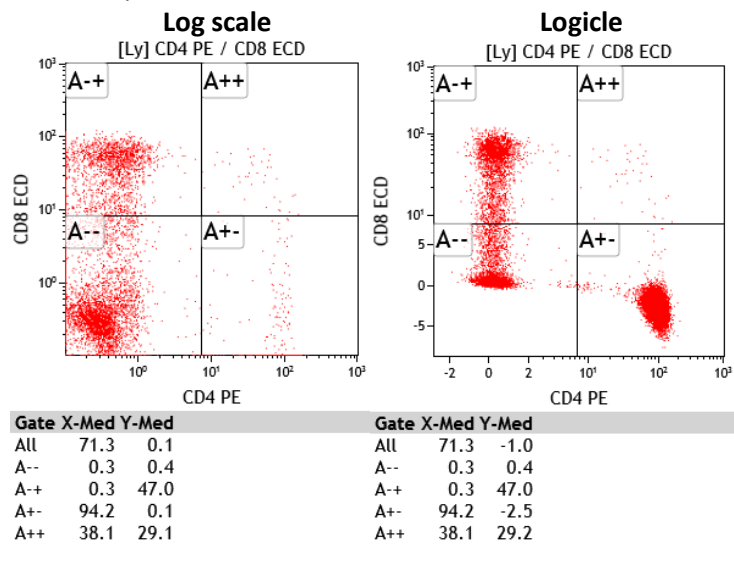 Log scale
[Ly] CD4 PE / CD8 ECD
10³
A-+
A++
10²
CD8 ECD
10¹
A--
A+-
10⁰
10⁰ 10¹ 10² 10³
CD4 PE
Gate X-Med Y-Med
All 71.3 0.1
A-- 0.3 0.4
A-+ 0.3 47.0
A+- 94.2 0.1
A++ 38.1 29.1
Logicle
[Ly] CD4 PE / CD8 ECD
10³
A-+
A++
10²
CD8 ECD
10¹
5
A--
A+-
0
-5
-2 0 2 10¹ 10² 10³
CD4 PE
Gate X-Med Y-Med
All 71.3 -1.0
A-- 0.3 0.4
A-+ 0.3 47.0
A+- 94.2 -2.5
A++ 38.1 29.2